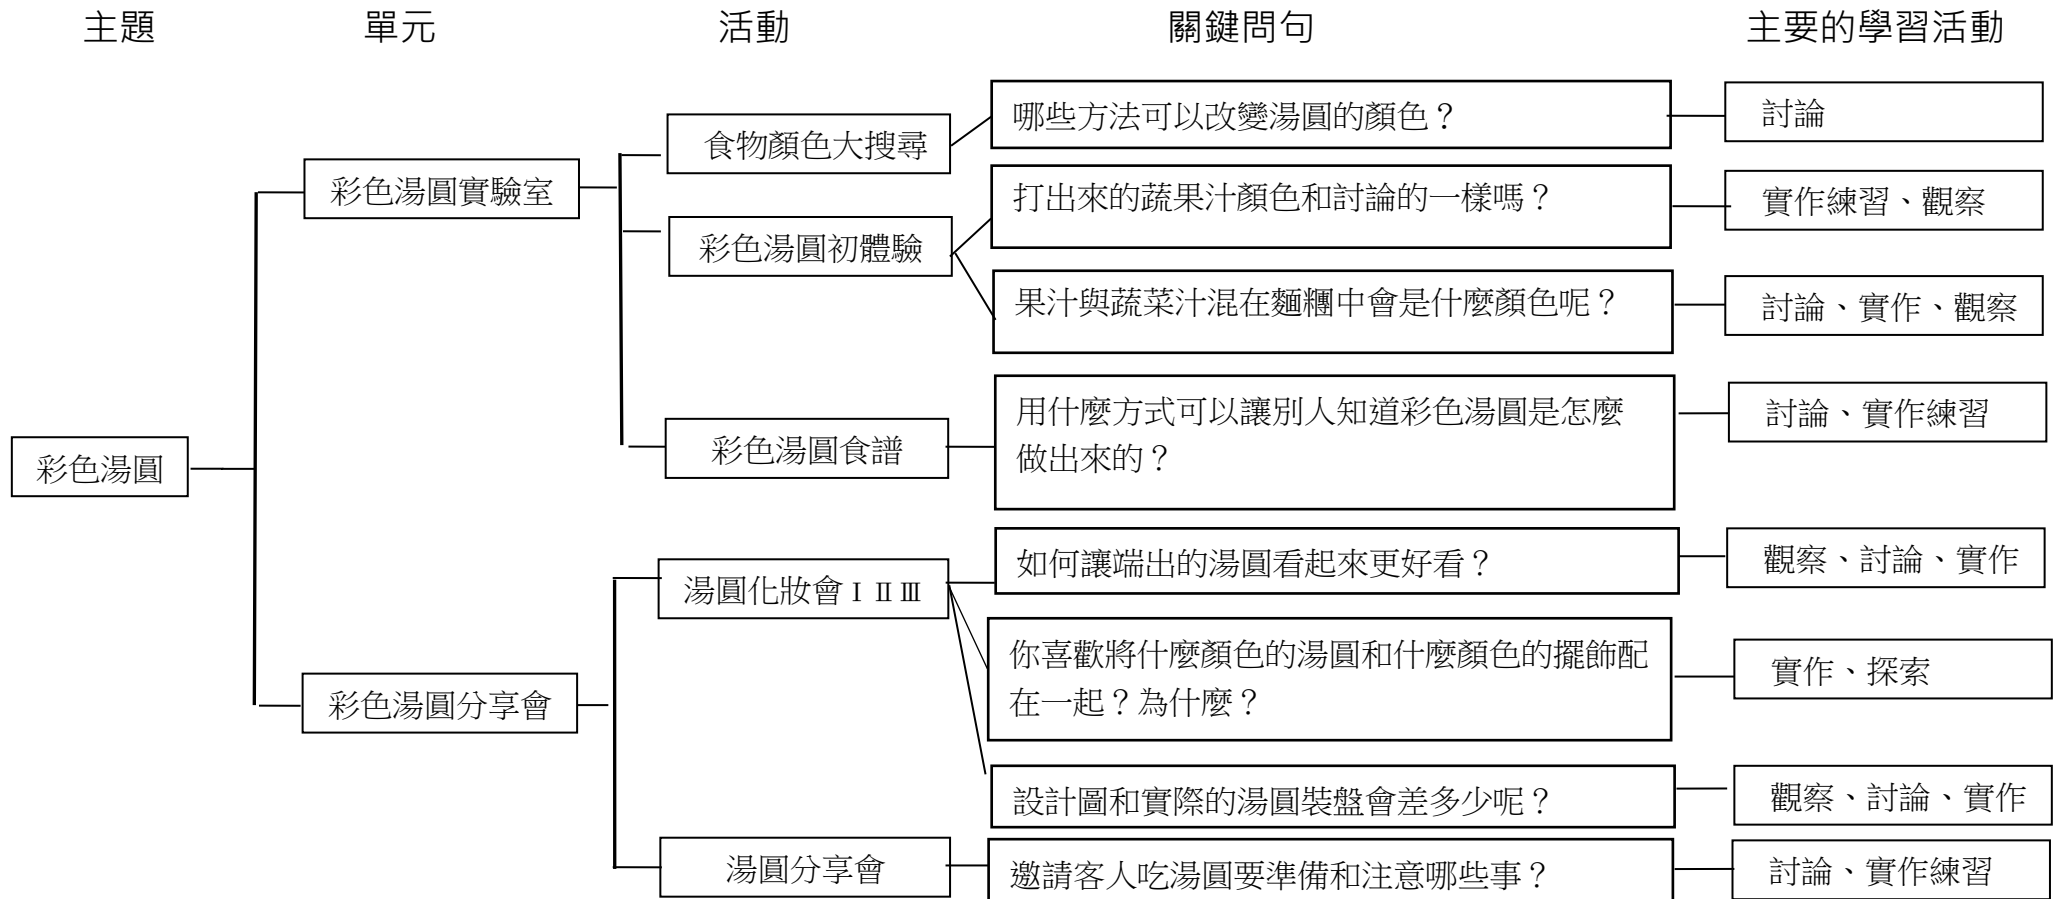 主題 單元 活動 關鍵問句 主要的學習活動
彩色湯圓
彩色湯圓實驗室
食物顏色大搜尋
哪些方法可以改變湯圓的顏色？
討論
彩色湯圓初體驗
打出來的蔬果汁顏色和討論的一樣嗎？
實作練習、觀察
果汁與蔬菜汁混在麵糰中會是什麼顏色呢？
討論、實作、觀察
彩色湯圓食譜
用什麼方式可以讓別人知道彩色湯圓是怎麼
做出來的？
討論、實作練習
彩色湯圓分享會
湯圓化妝會ⅠⅡⅢ
如何讓端出的湯圓看起來更好看？
觀察、討論、實作
你喜歡將什麼顏色的湯圓和什麼顏色的擺飾配
在一起？為什麼？
實作、探索
設計圖和實際的湯圓裝盤會差多少呢？
觀察、討論、實作
湯圓分享會
邀請客人吃湯圓要準備和注意哪些事？
討論、實作練習